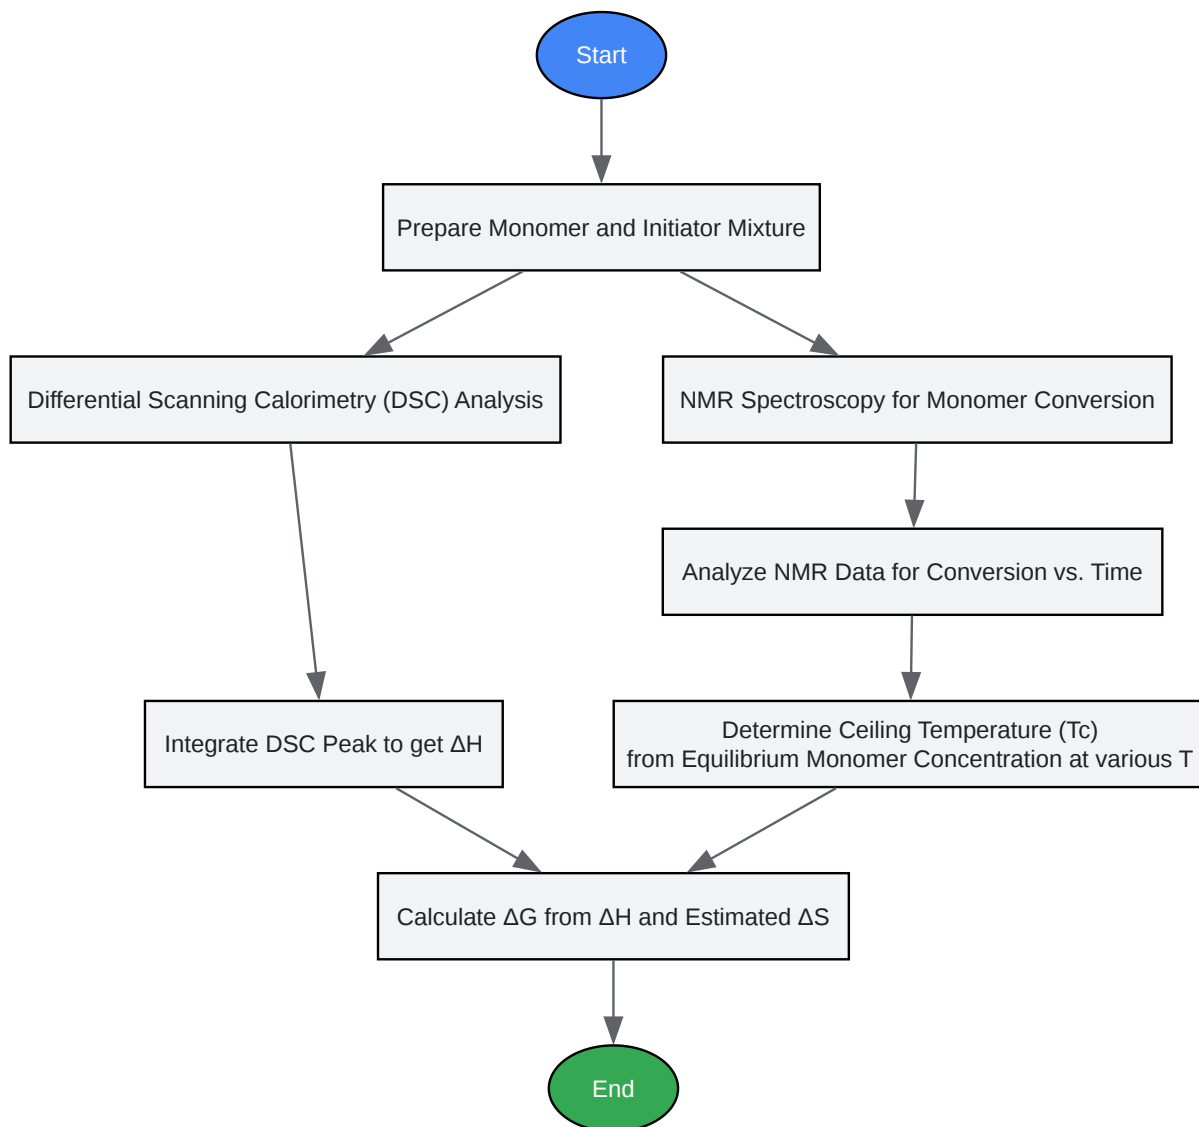 Start
Prepare Monomer and Initiator Mixture
Differential Scanning Calorimetry (DSC) Analysis
NMR Spectroscopy for Monomer Conversion
Analyze NMR Data for Conversion vs. Time
Integrate DSC Peak to get ΔH
Determine Ceiling Temperature (Tc)
from Equilibrium Monomer Concentration at various T
Calculate ΔG from ΔH and Estimated ΔS
End